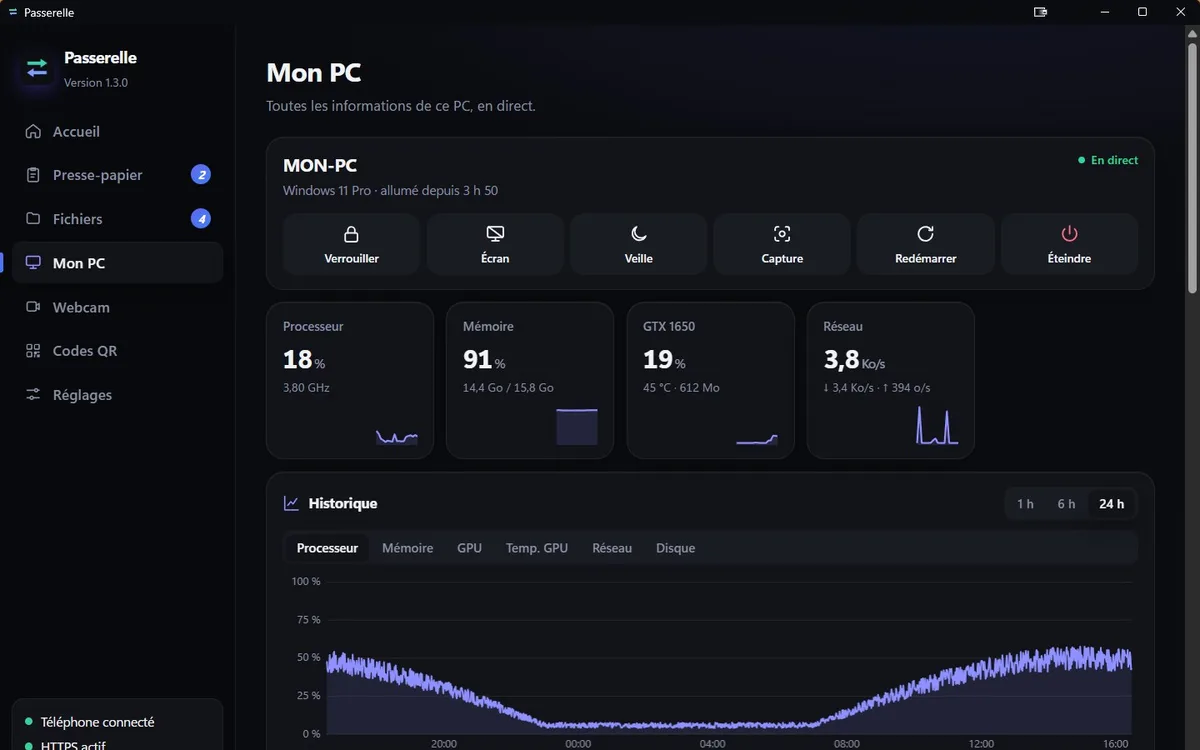 Passerelle
Passerelle
Version 1.3.0
Accueil
Presse-papier 2
Fichiers 4
Mon PC
Webcam
Codes QR
Réglages
Téléphone connecté
HTTPS actif
Mon PC
Toutes les informations de ce PC, en direct.
MON-PC
En direct
Windows 11 Pro · allumé depuis 3 h 50
Verrouiller Écran Veille Capture Redémarrer Éteindre
Processeur
18 %
3,80 GHz
Mémoire
91 %
14,4 Go / 15,8 Go
GTX 1650
19 %
45 °C · 612 Mo
Réseau
3,8 Ko/s
↓ 3,4 Ko/s · ↑ 394 o/s
Historique
1 h 6 h 24 h
Processeur Mémoire GPU Temp. GPU Réseau Disque
100 %
75 %
50 %
25 %
0 %
20:00 00:00 04:00 08:00 12:00 16:00